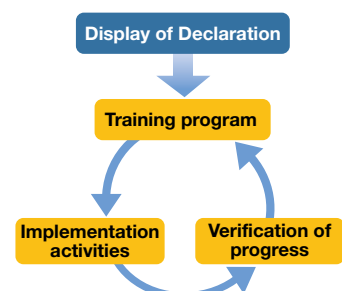 Display of Declaration
Training program
Implementation
activities
Verification of
progress